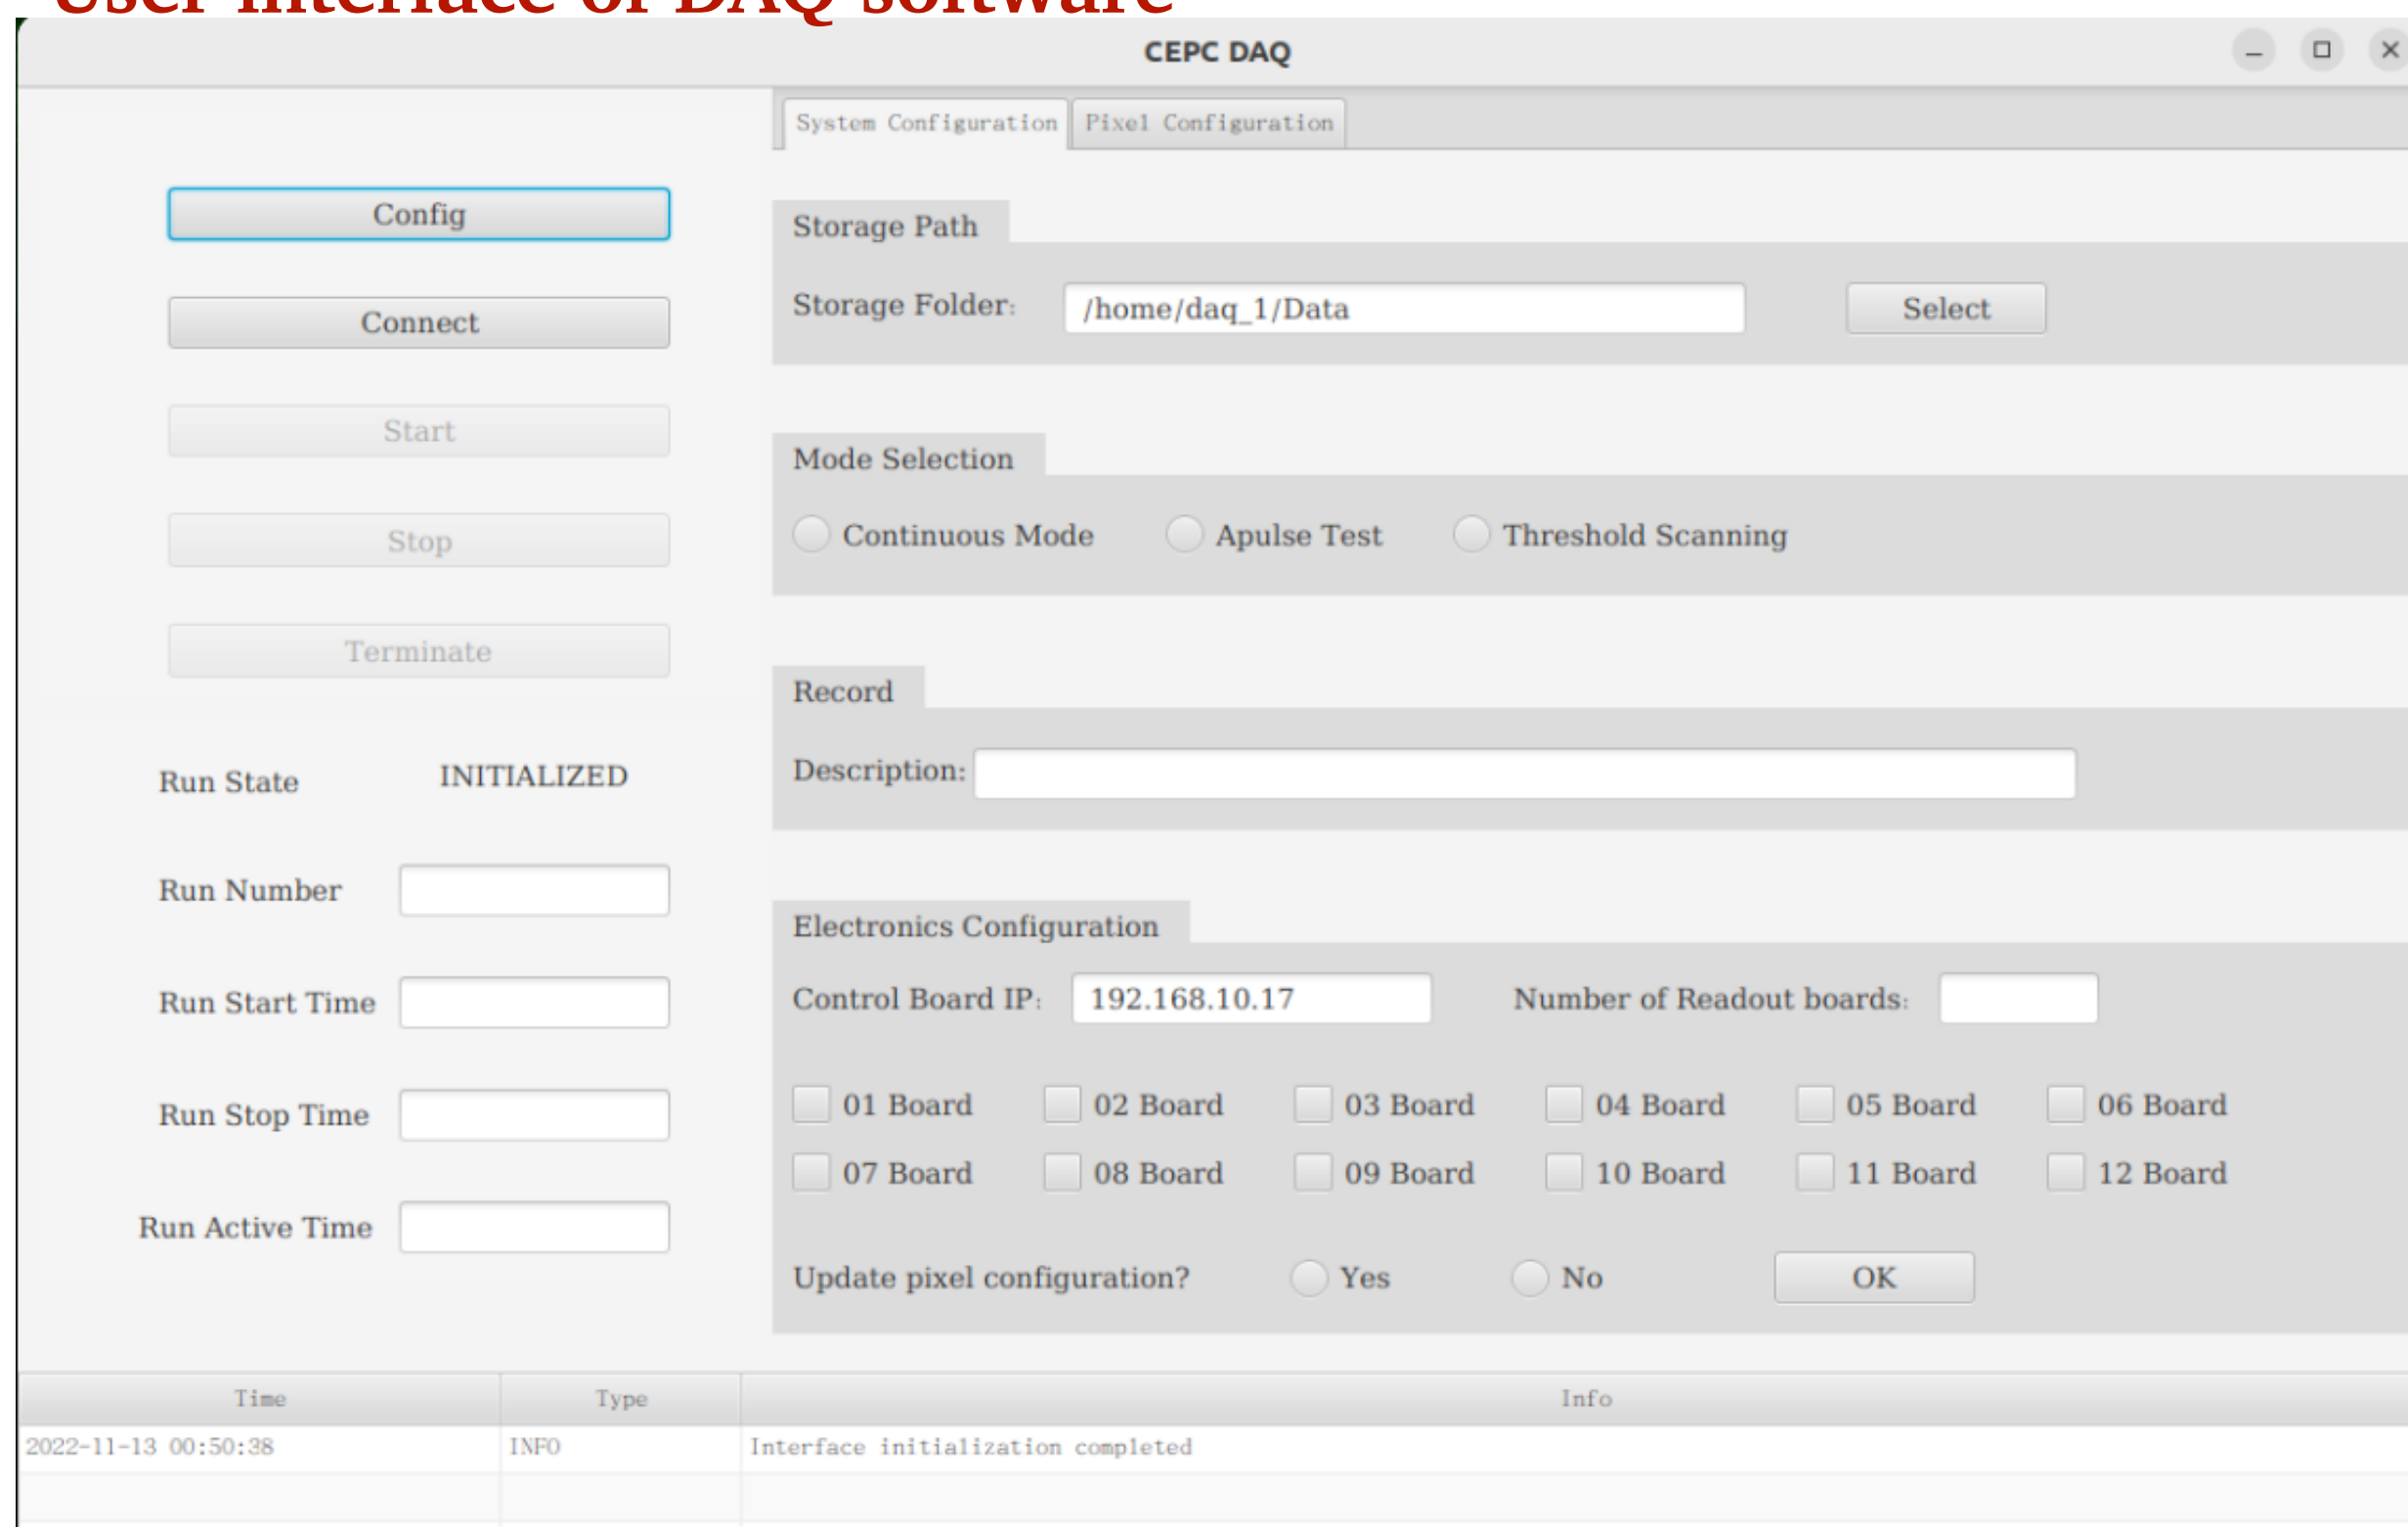 User interface of DAQ software
CEPC DAQ
System Configuration Pixel Configuration
Config
Connect
Start
Stop
Terminate
Run State INITIALIZED
Run Number
Run Start Time
Run Stop Time
Run Active Time
Storage Path
Storage Folder: /home/daq_1/Data Select
Mode Selection
Continuous Mode Apulse Test Threshold Scanning
Record
Description:
Electronics Configuration
Control Board IP: 192.168.10.17 Number of Readout boards:
01 Board 02 Board 03 Board 04 Board 05 Board 06 Board
07 Board 08 Board 09 Board 10 Board 11 Board 12 Board
Update pixel configuration? Yes No OK
Time Type Info
2022-11-13 00:50:38 INFO Interface initialization completed